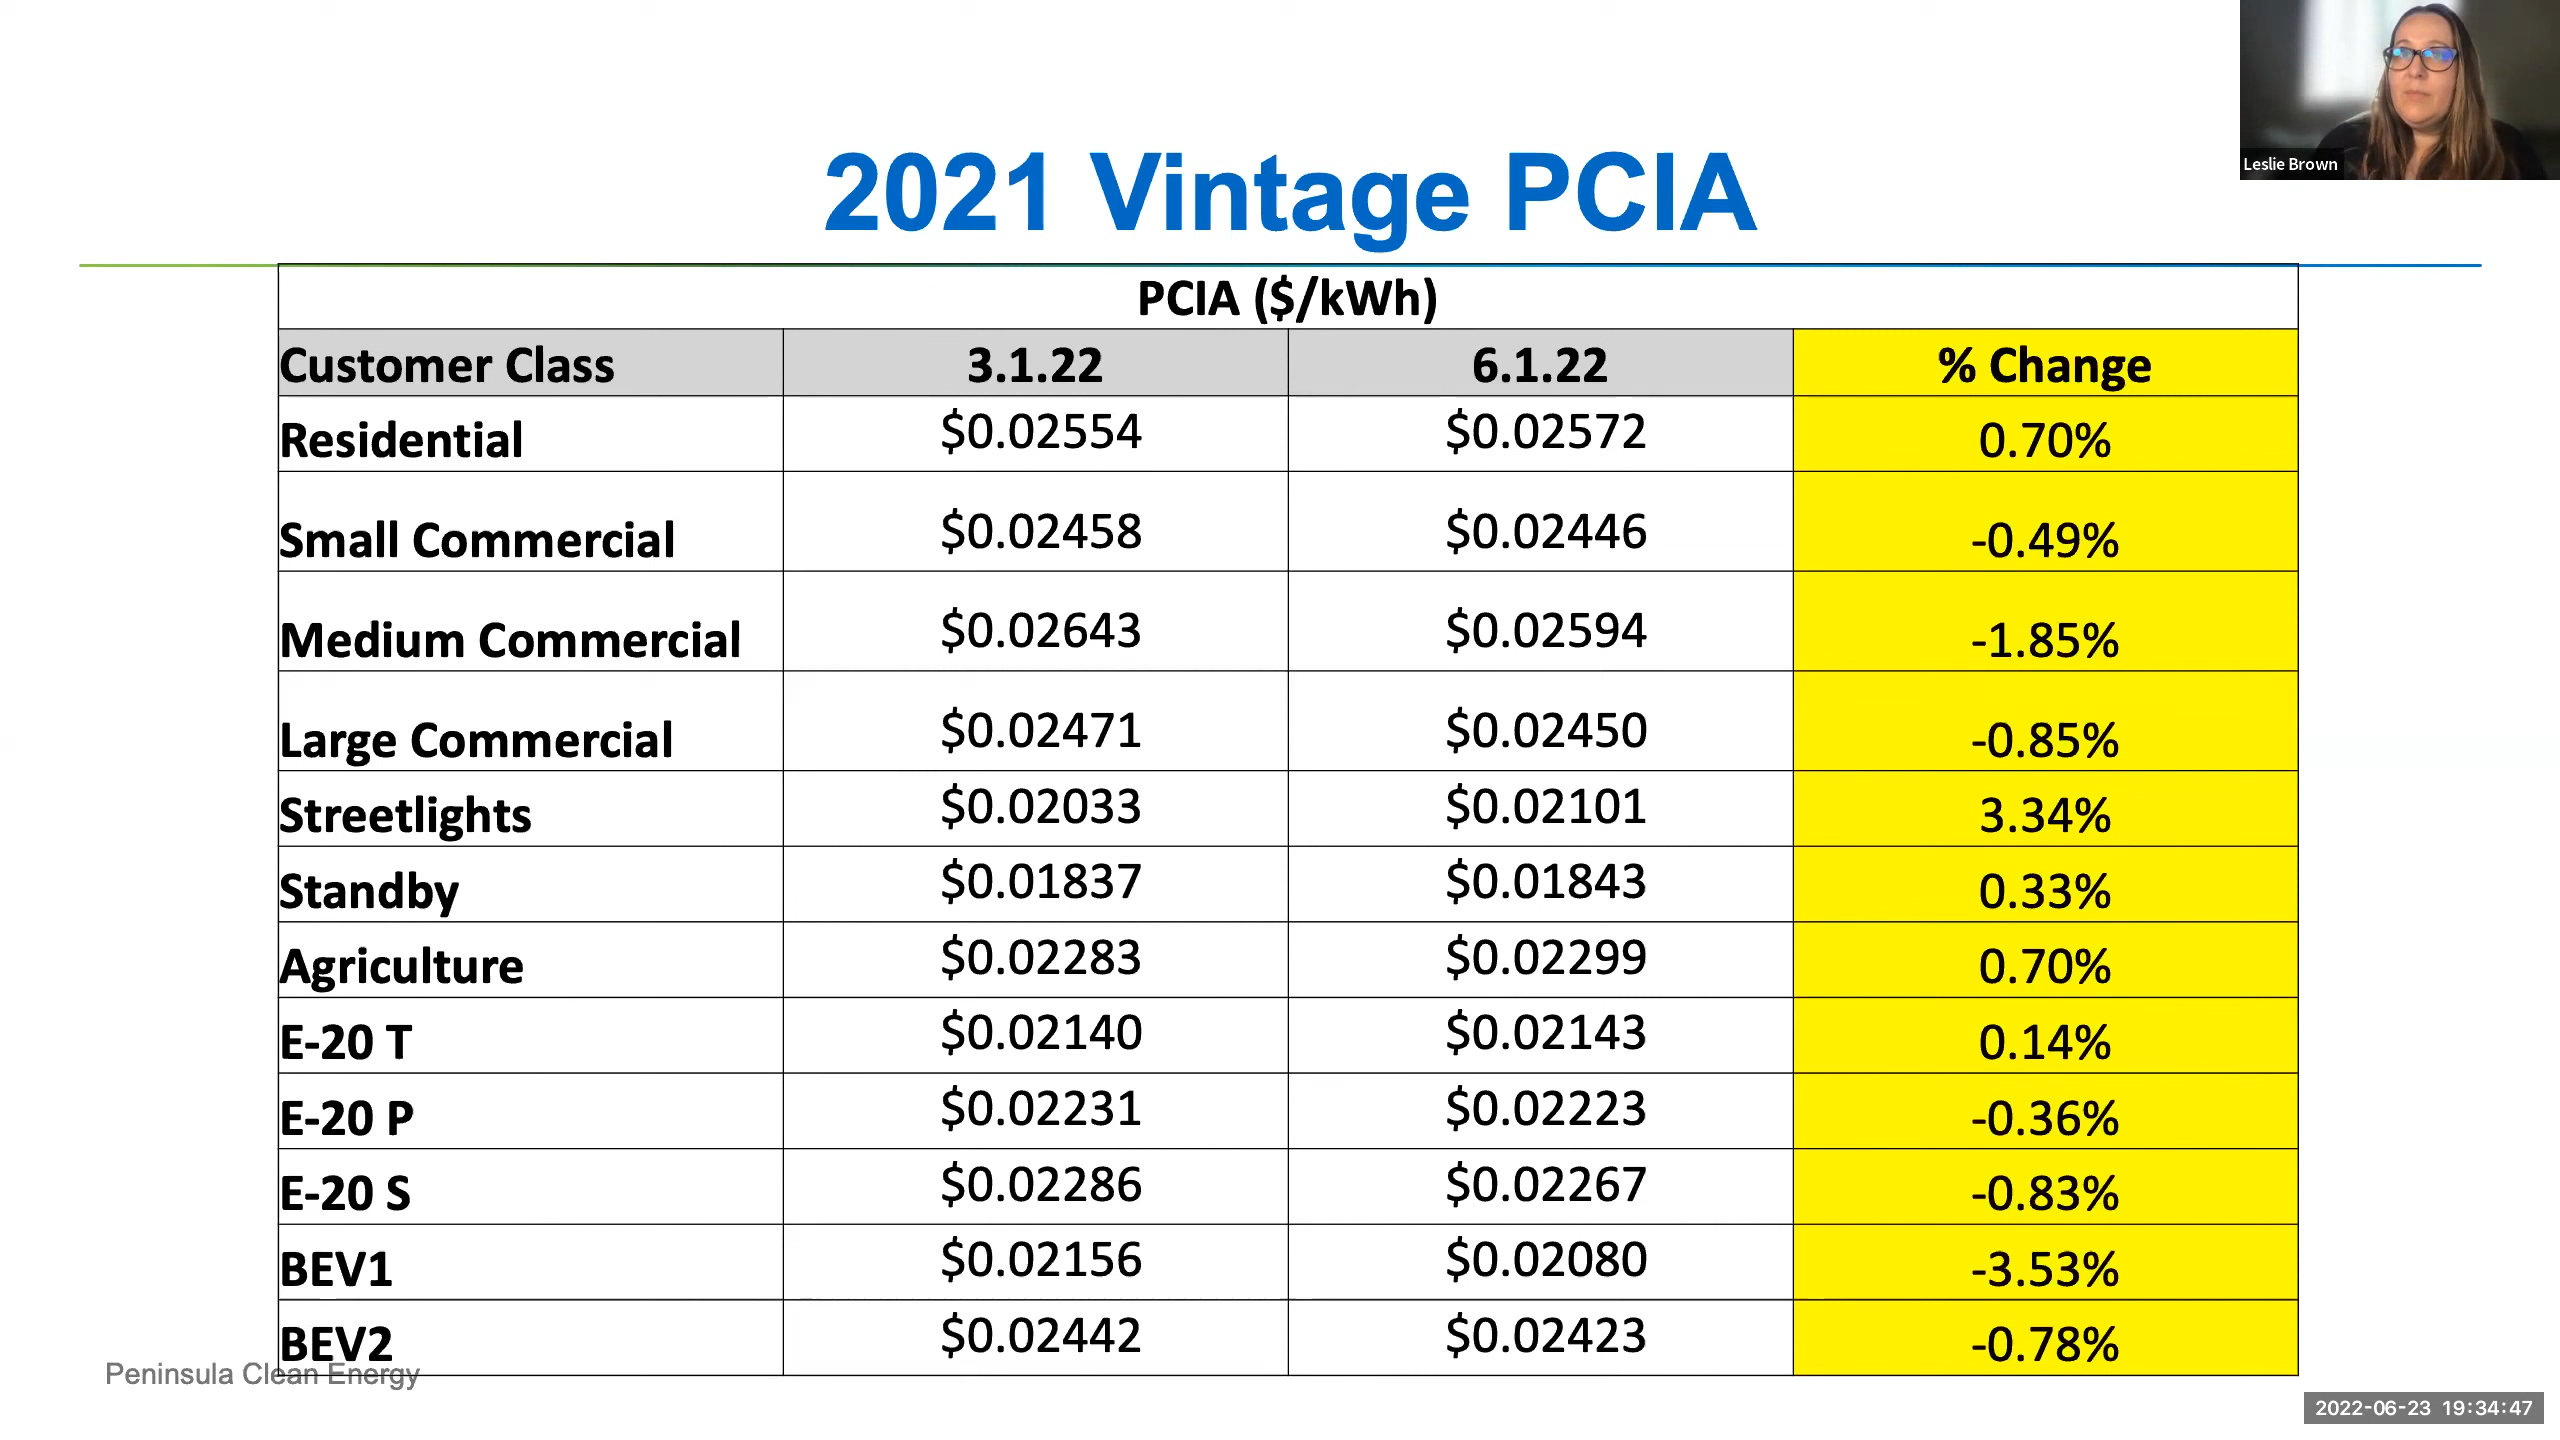 Leslie Brown
2021 Vintage PCIA
PCIA ($/kWh)
Customer Class 3.1.22 6.1.22 % Change
Residential $0.02554 $0.02572 0.70%
Small Commercial $0.02458 $0.02446 -0.49%
Medium Commercial $0.02643 $0.02594 -1.85%
Large Commercial $0.02471 $0.02450 -0.85%
Streetlights $0.02033 $0.02101 3.34%
Standby $0.01837 $0.01843 0.33%
Agriculture $0.02283 $0.02299 0.70%
E-20 T $0.02140 $0.02143 0.14%
E-20 P $0.02231 $0.02223 -0.36%
E-20 S $0.02286 $0.02267 -0.83%
BEV1 $0.02156 $0.02080 -3.53%
BEV2 $0.02442 $0.02423 -0.78%
Peninsula Clean Energy
2022-06-23 19:34:47